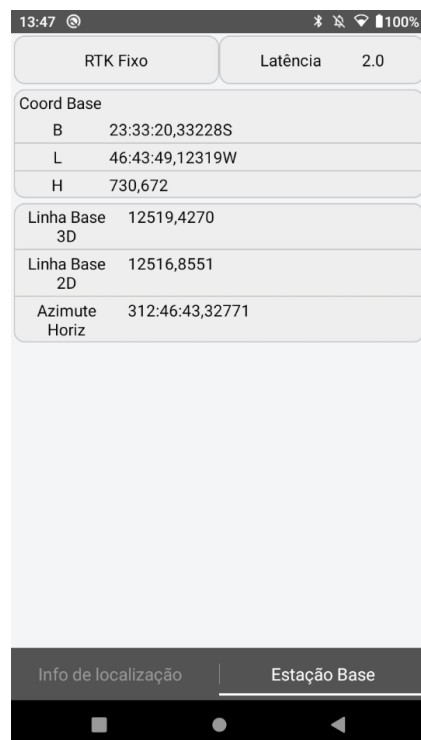 13:47 100%
RTK Fixo Latência 2.0
Coord Base
B 23:33:20,33228S
L 46:43:49,12319W
H 730,672
Linha Base 12519,4270
3D
Linha Base 12516,8551
2D
Azimute 312:46:43,32771
Horiz
Info de localização Estação Base